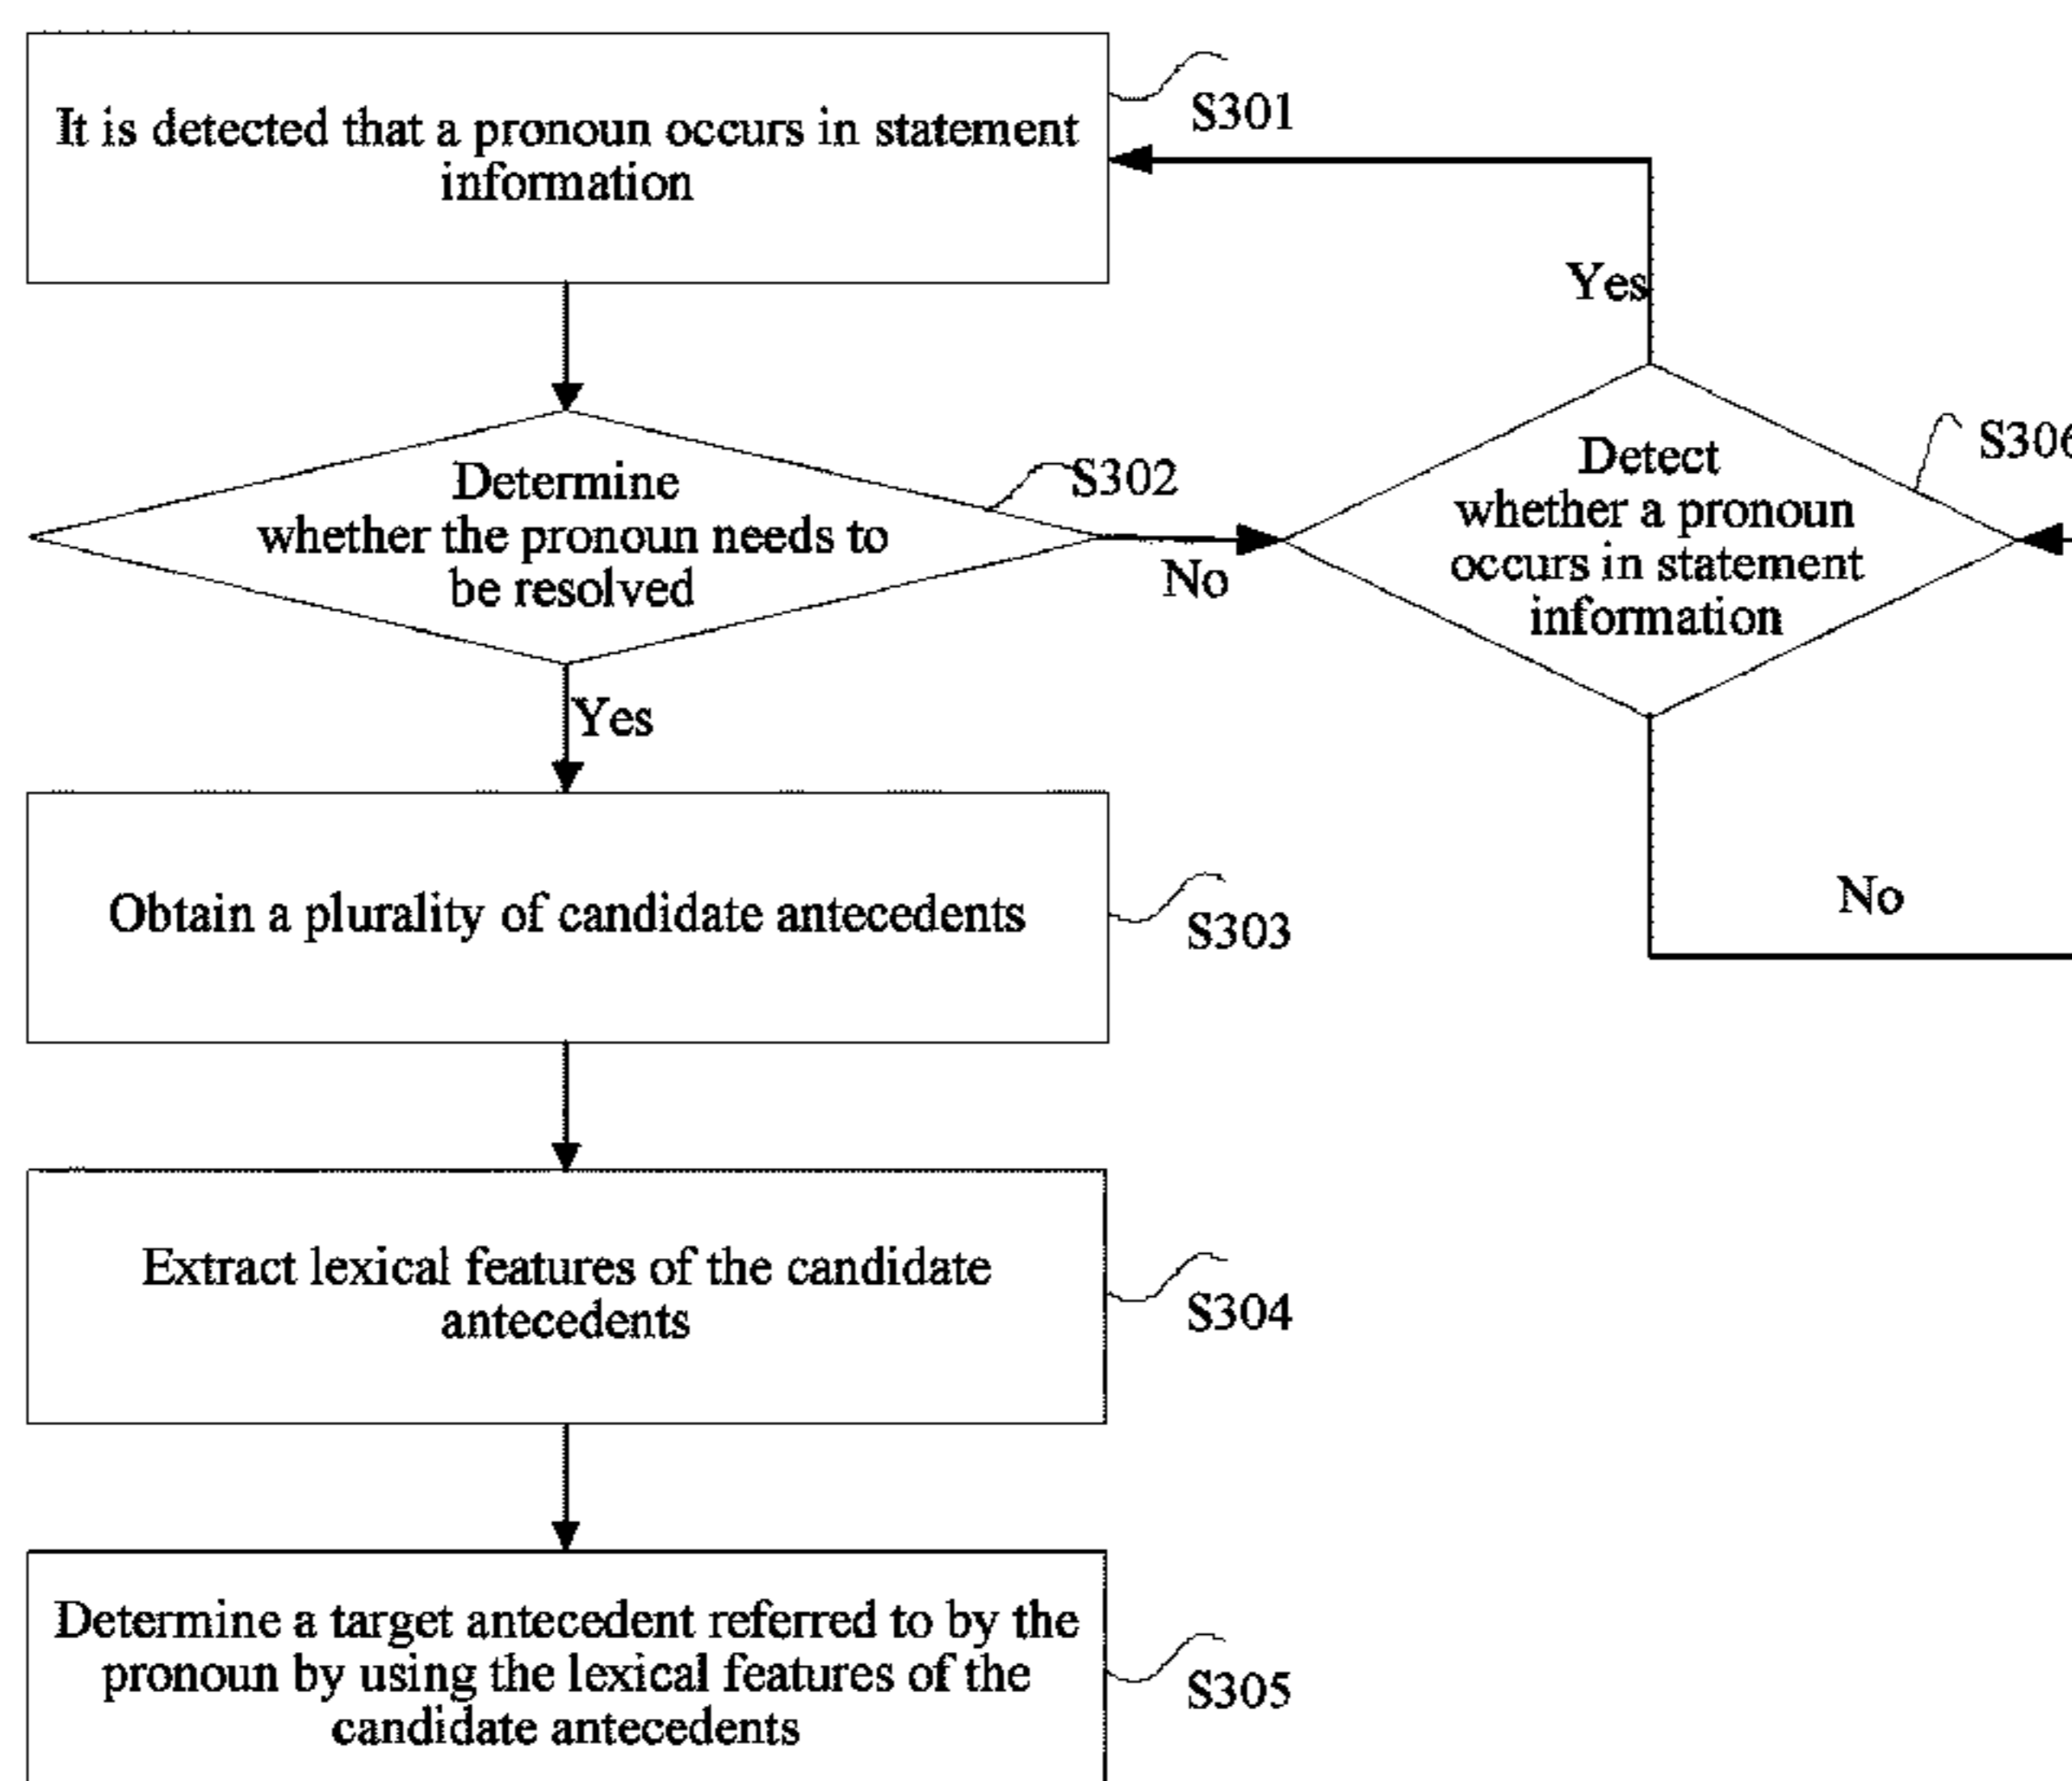 It is detected that a pronoun occurs in statement
information
S301
Yes
Determine
whether the pronoun needs to
be resolved
S302
No
Detect
whether a pronoun
occurs in statement
information
S306
Yes
No
Obtain a plurality of candidate antecedents
S303
Extract lexical features of the candidate
antecedents
S304
Determine a target antecedent referred to by the
pronoun by using the lexical features of the
candidate antecedents
S305